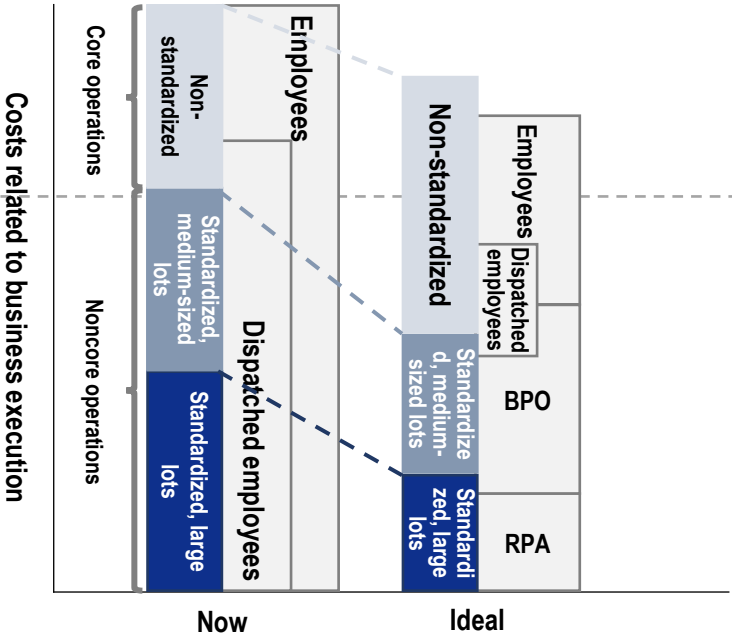 Costs related to business execution
Core operations
Noncore operations
Non-
standardized
Standardized,
medium-sized
lots
Standardized, large
lots
Employees
Dispatched employees
Non-standardized
Standardize
d, medium-
sized lots
Standardi
zed, large
lots
Employees
Dispatched
employees
BPO
RPA
Now
Ideal